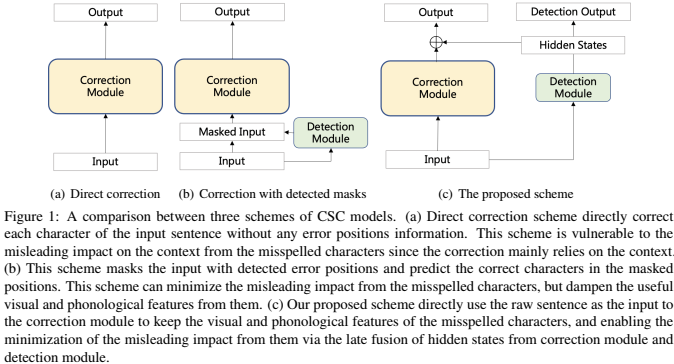 Output
Output
Output
Detection Output
Hidden States
Correction
Module
Correction
Module
Correction
Module
Detection
Module
Masked Input
Detection
Module
Input
Input
Input
(a) Direct correction
(b) Correction with detected masks
(c) The proposed scheme
Figure 1: A comparison between three schemes of CSC models. (a) Direct correction scheme directly correct
each character of the input sentence without any error positions information. This scheme is vulnerable to the
misleading impact on the context from the misspelled characters since the correction mainly relies on the context.
(b) This scheme masks the input with detected error positions and predict the correct characters in the masked
positions. This scheme can minimize the misleading impact from the misspelled characters, but dampen the useful
visual and phonological features from them. (c) Our proposed scheme directly use the raw sentence as the input to
the correction module to keep the visual and phonological features of the misspelled characters, and enabling the
minimization of the misleading impact from them via the late fusion of hidden states from correction module and
detection module.